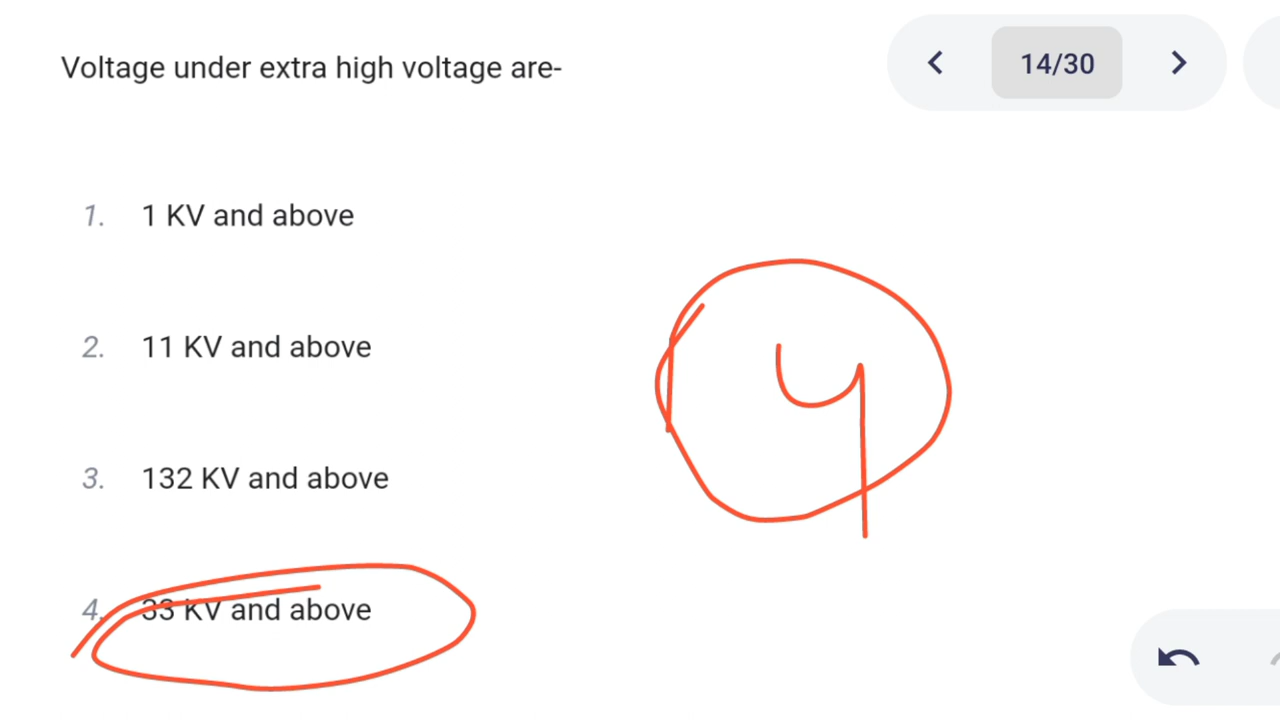 Voltage under extra high voltage are-
14/30
1. 1 KV and above
2. 11 KV and above
3. 132 KV and above
4. 33 KV and above
4